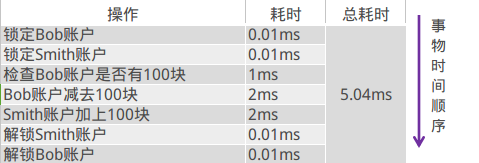 操作 耗时 总耗时
锁定Bob账户 0.01ms
锁定Smith账户 0.01ms
检查Bob账户是否有100块 1ms
Bob账户减去100块 2ms
Smith账户加上100块 2ms
解锁Smith账户 0.01ms
解锁Bob账户 0.01ms
5.04ms
事物时间顺序